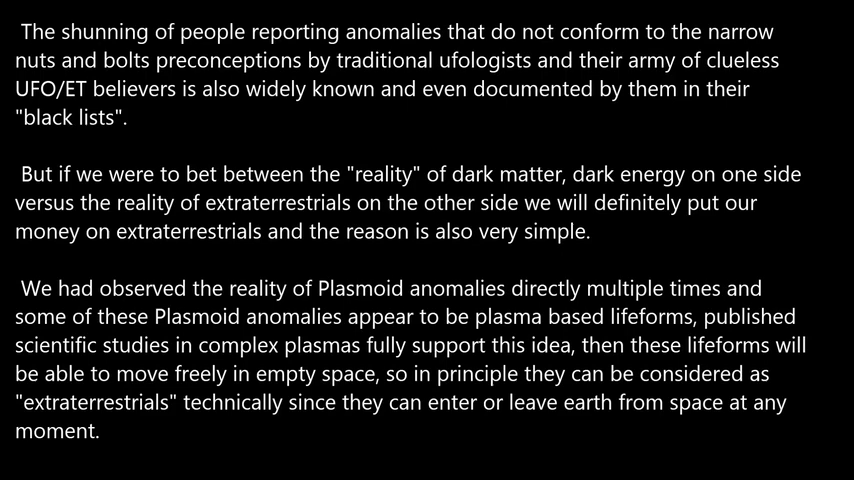 The shunning of people reporting anomalies that do not conform to the narrow
nuts and bolts preconceptions by traditional ufologists and their army of clueless
UFO/ET believers is also widely known and even documented by them in their
"black lists".
But if we were to bet between the "reality" of dark matter, dark energy on one side
versus the reality of extraterrestrials on the other side we will definitely put our
money on extraterrestrials and the reason is also very simple.
We had observed the reality of Plasmoid anomalies directly multiple times and
some of these Plasmoid anomalies appear to be plasma based lifeforms, published
scientific studies in complex plasmas fully support this idea, then these lifeforms will
be able to move freely in empty space, so in principle they can be considered as
"extraterrestrials" technically since they can enter or leave earth from space at any
moment.